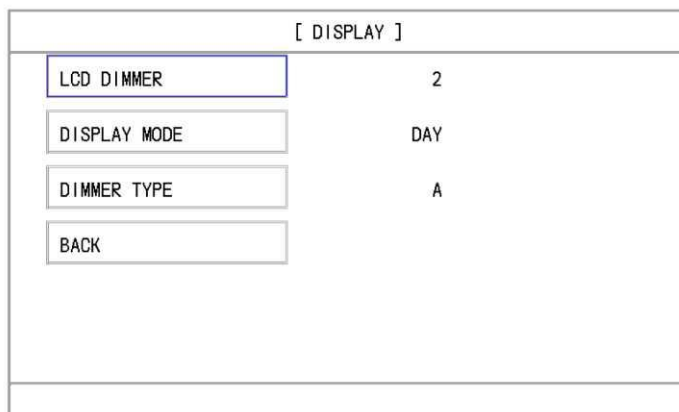 [ DISPLAY ]
LCD DIMMER 2
DISPLAY MODE DAY
DIMMER TYPE A
BACK